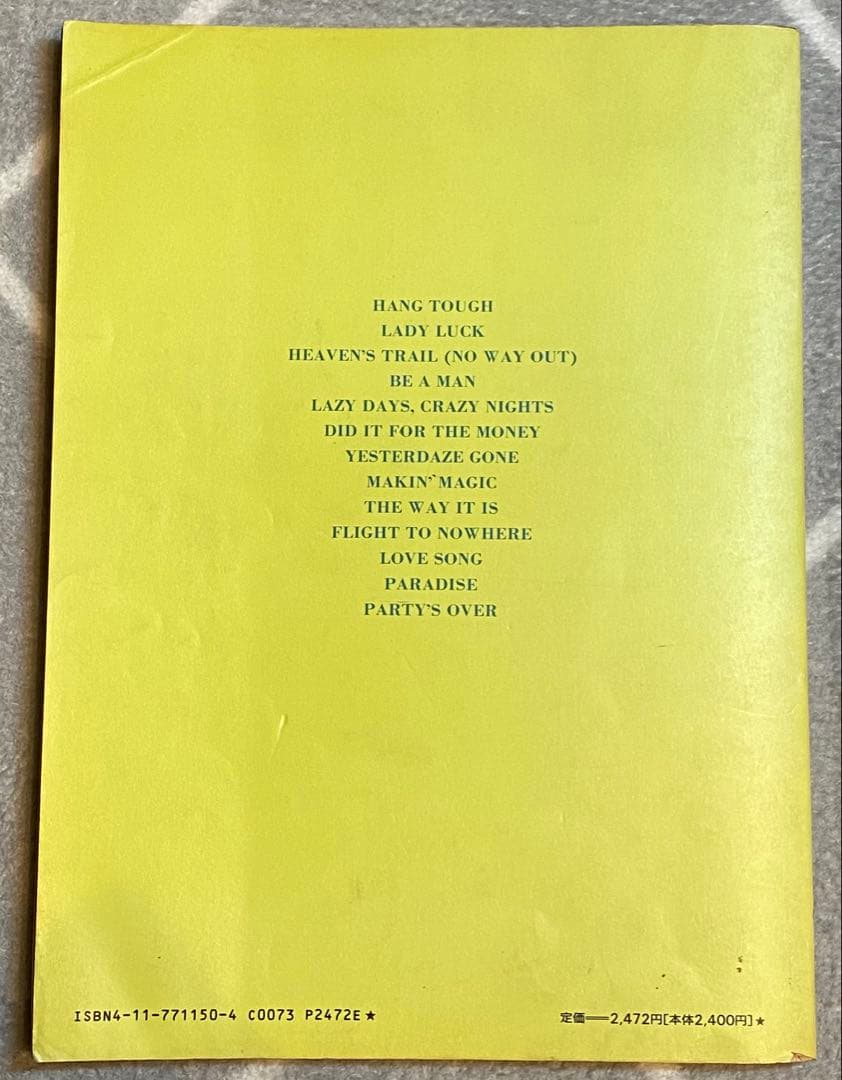 HANG TOUGH
LADY LUCK
HEAVEN'S TRAIL (NO WAY OUT)
BE A MAN
LAZY DAYS, CRAZY NIGHTS
DID IT FOR THE MONEY
YESTERDAZE GONE
MAKIN' MAGIC
THE WAY IT IS
FLIGHT TO NOWHERE
LOVE SONG
PARADISE
PARTY'S OVER
ISBN4-11-771150-4 C0073 P2472E★
定価━━2,472円[本体2,400円]★